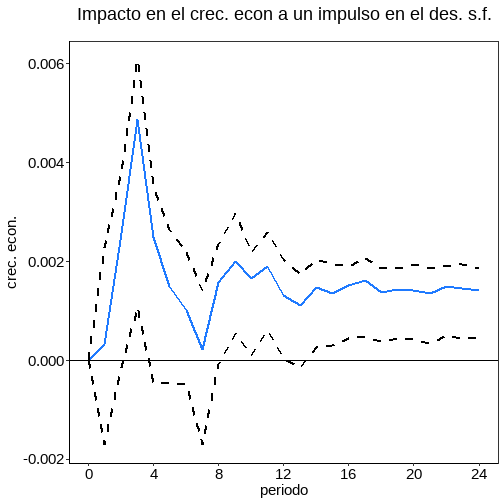 Impacto en el crec. econ a un impulso en el des. s.f.
0.006
0.004
0.002
0.000
-0.002
crec. econ.
0 4 8 12 16 20 24
periodo